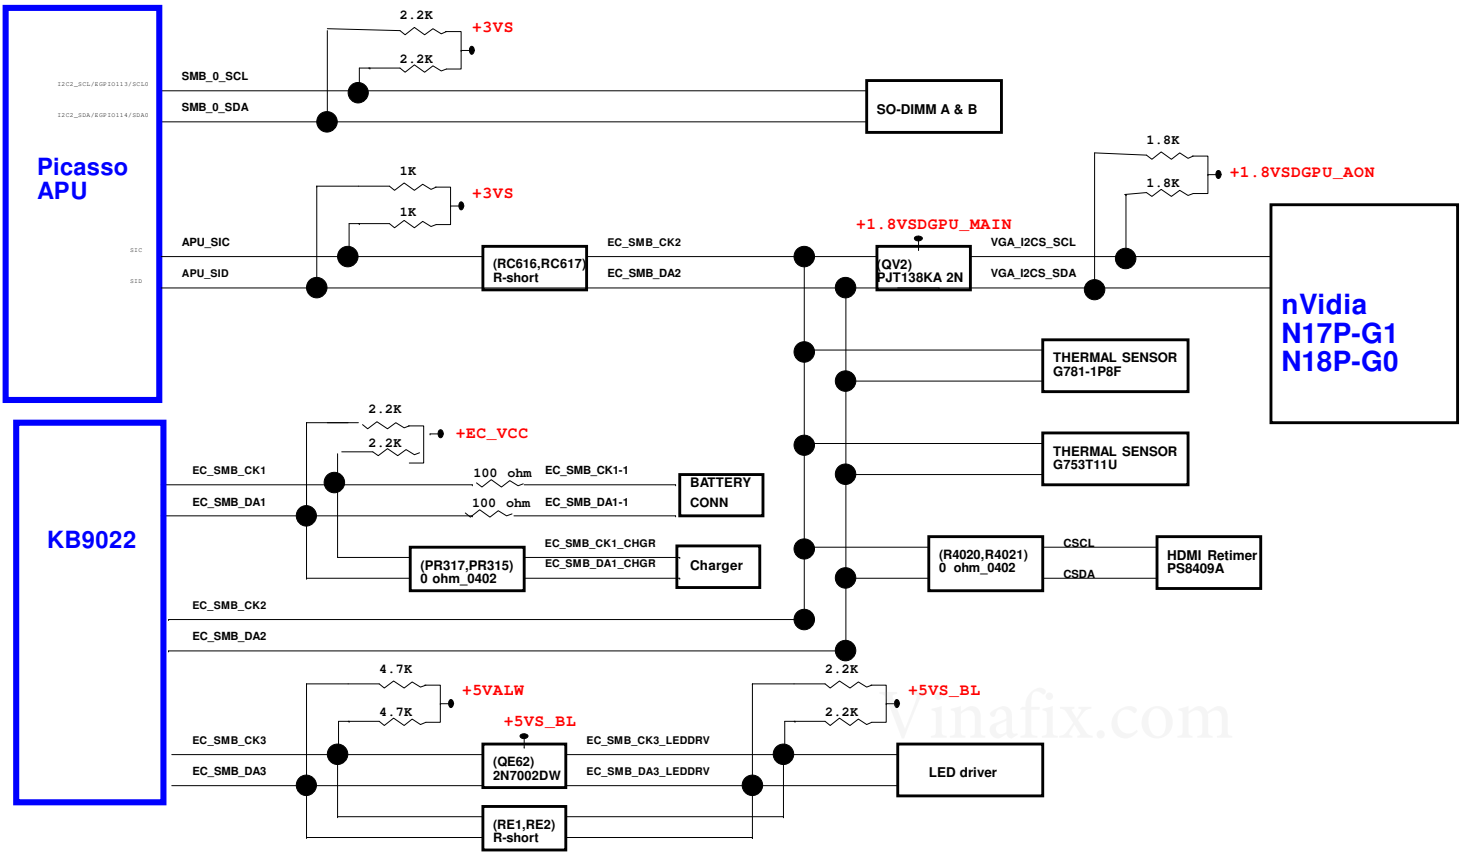 2.2K
+3VS
2.2K
I2C2_SCL/EGPIO113/SCL0
SMB_0_SCL
I2C2_SDA/EGPIO114/SDA0
SMB_0_SDA
SO-DIMM A & B
Picasso
APU
1K
+3VS
1K
1.8K
+1.8VSDGPU_AON
1.8K
+1.8VSDGPU_MAIN
SIC
APU_SIC
(RC616,RC617)
R-short
EC_SMB_CK2
(QV2)
PJT138KA 2N
VGA_I2CS_SCL
SID
APU_SID
EC_SMB_DA2
VGA_I2CS_SDA
nVidia
N17P-G1
N18P-G0
THERMAL SENSOR
G781-1P8F
2.2K
+EC_VCC
2.2K
THERMAL SENSOR
G753T11U
KB9022
EC_SMB_CK1
100 ohm
EC_SMB_CK1-1
EC_SMB_DA1
100 ohm
EC_SMB_DA1-1
BATTERY
CONN
(PR317,PR315)
0 ohm_0402
EC_SMB_CK1_CHGR
EC_SMB_DA1_CHGR
Charger
(R4020,R4021)
0 ohm_0402
CSCL
CSDA
HDMI Retimer
PS8409A
EC_SMB_CK2
EC_SMB_DA2
4.7K
+5VALW
4.7K
+5VS_BL
2.2K
+5VS_BL
2.2K
Vinafix.com
EC_SMB_CK3
(QE62)
2N7002DW
EC_SMB_CK3_LEDDRV
EC_SMB_DA3
EC_SMB_DA3_LEDDRV
LED driver
(RE1,RE2)
R-short